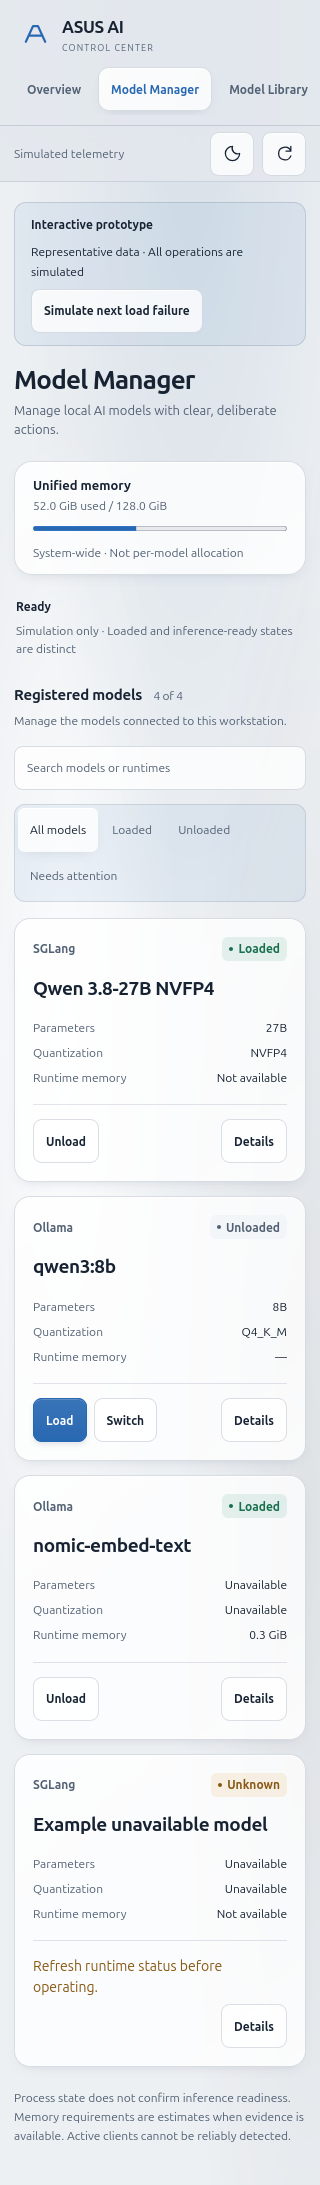 ASUS AI
CONTROL CENTER
Overview
Model Manager
Model Library
Simulated telemetry
Interactive prototype
Representative data · All operations are
simulated
Simulate next load failure
Model Manager
Manage local AI models with clear, deliberate
actions.
Unified memory
52.0 GiB used / 128.0 GiB
System-wide · Not per-model allocation
Ready
Simulation only · Loaded and inference-ready states
are distinct
Registered models 4 of 4
Manage the models connected to this workstation.
Search models or runtimes
All models
Loaded
Unloaded
Needs attention
SGLang
• Loaded
Qwen 3.8-27B NVFP4
Parameters 27B
Quantization NVFP4
Runtime memory Not available
Unload
Details
Ollama
• Unloaded
qwen3:8b
Parameters 8B
Quantization Q4_K_M
Runtime memory —
Load
Switch
Details
Ollama
• Loaded
nomic-embed-text
Parameters Unavailable
Quantization Unavailable
Runtime memory 0.3 GiB
Unload
Details
SGLang
• Unknown
Example unavailable model
Parameters Unavailable
Quantization Unavailable
Runtime memory Not available
Refresh runtime status before
operating.
Details
Process state does not confirm inference readiness.
Memory requirements are estimates when evidence is
available. Active clients cannot be reliably detected.